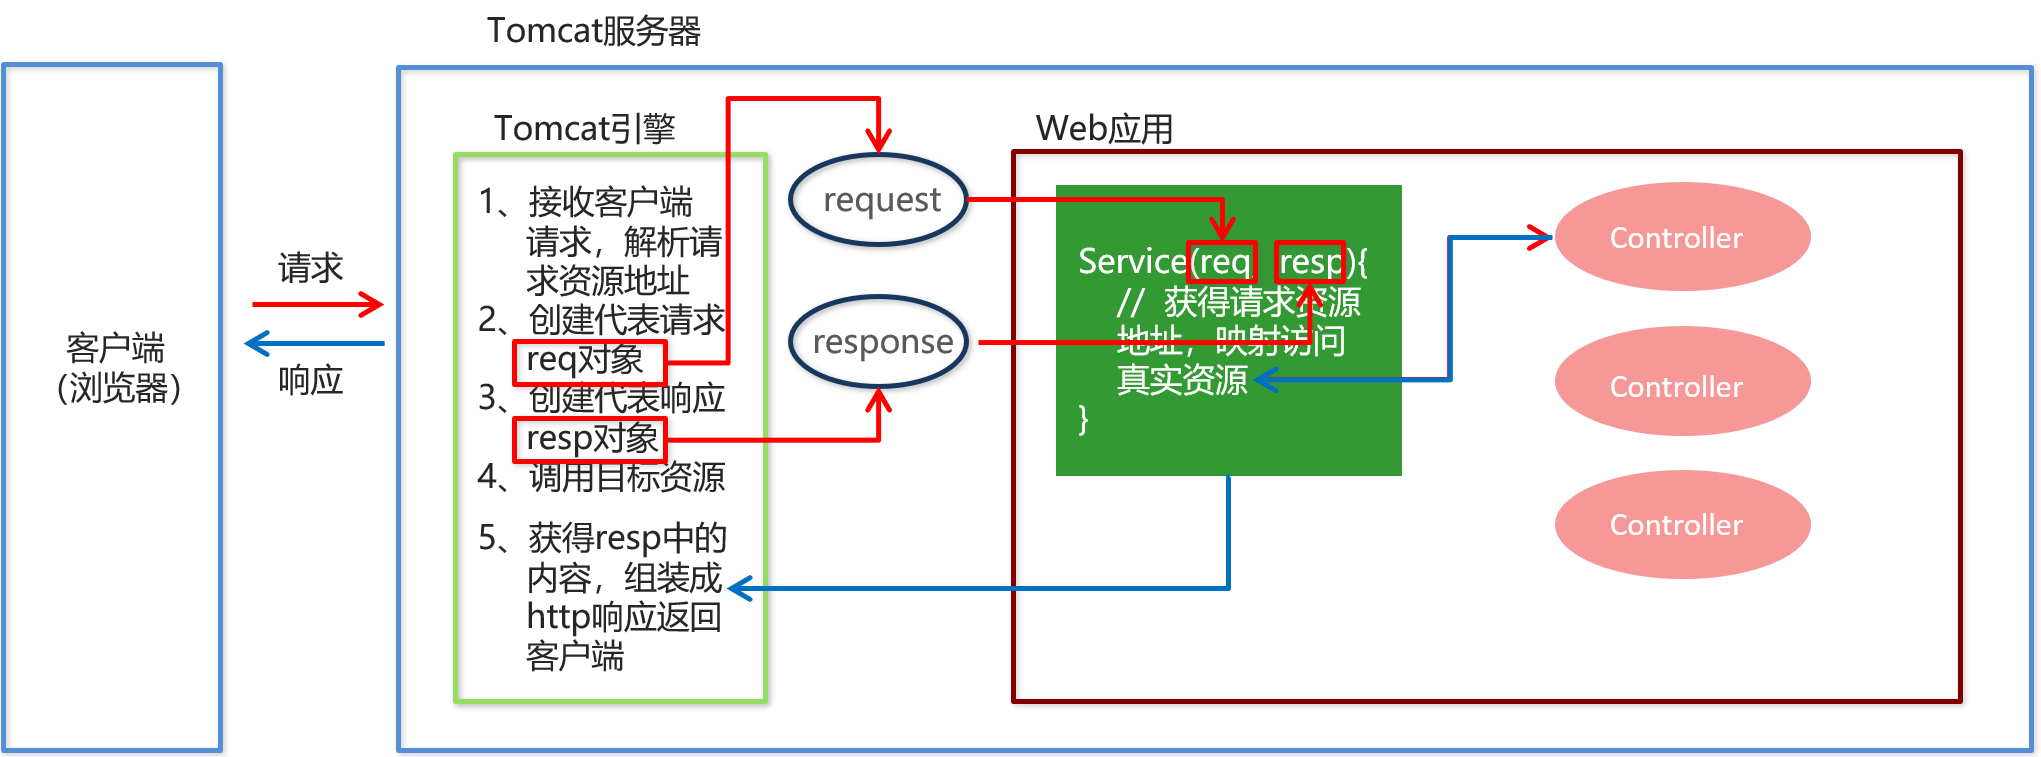 Tomcat服务器
Tomcat引擎
Web应用
1、接收客户端
请求，解析请
求资源地址
2、创建代表请求
req对象
3、创建代表响应
resp对象
4、调用目标资源
5、获得resp中的
内容，组装成
http响应返回
客户端
请求
响应
客户端
（浏览器）
request
response
Service(req resp){
// 获得请求资源
地址，映射访问
真实资源
}
Controller
Controller
Controller